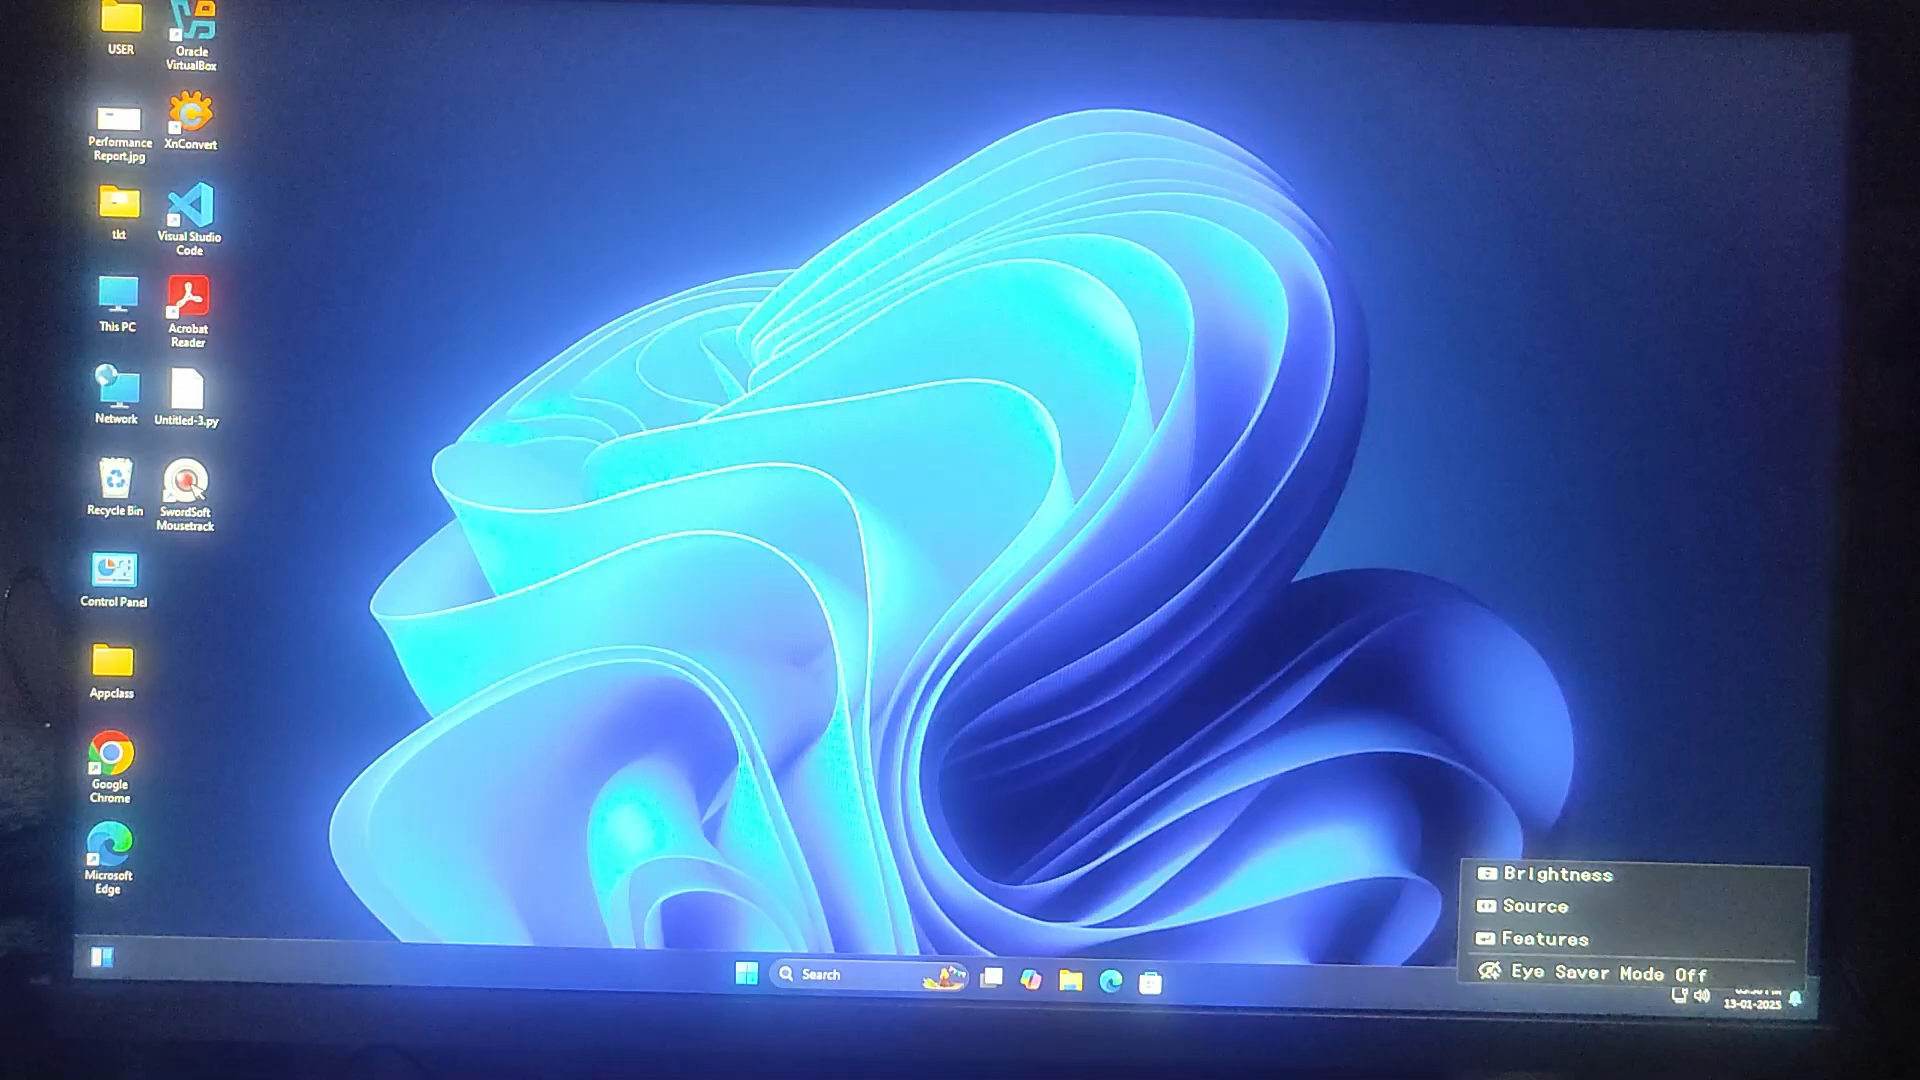 USER
Oracle
VirtualBox
Performance
Report.jpg
XnConvert
tkt
Visual Studio
Code
This PC
Acrobat
Reader
Network
Untitled-3.py
Recycle Bin
SwordSoft
Mousetrack
Control Panel
Appclass
Google
Chrome
Microsoft
Edge
Brightness
Source
Features
Eye Saver Mode Off
Search
13-01-2025